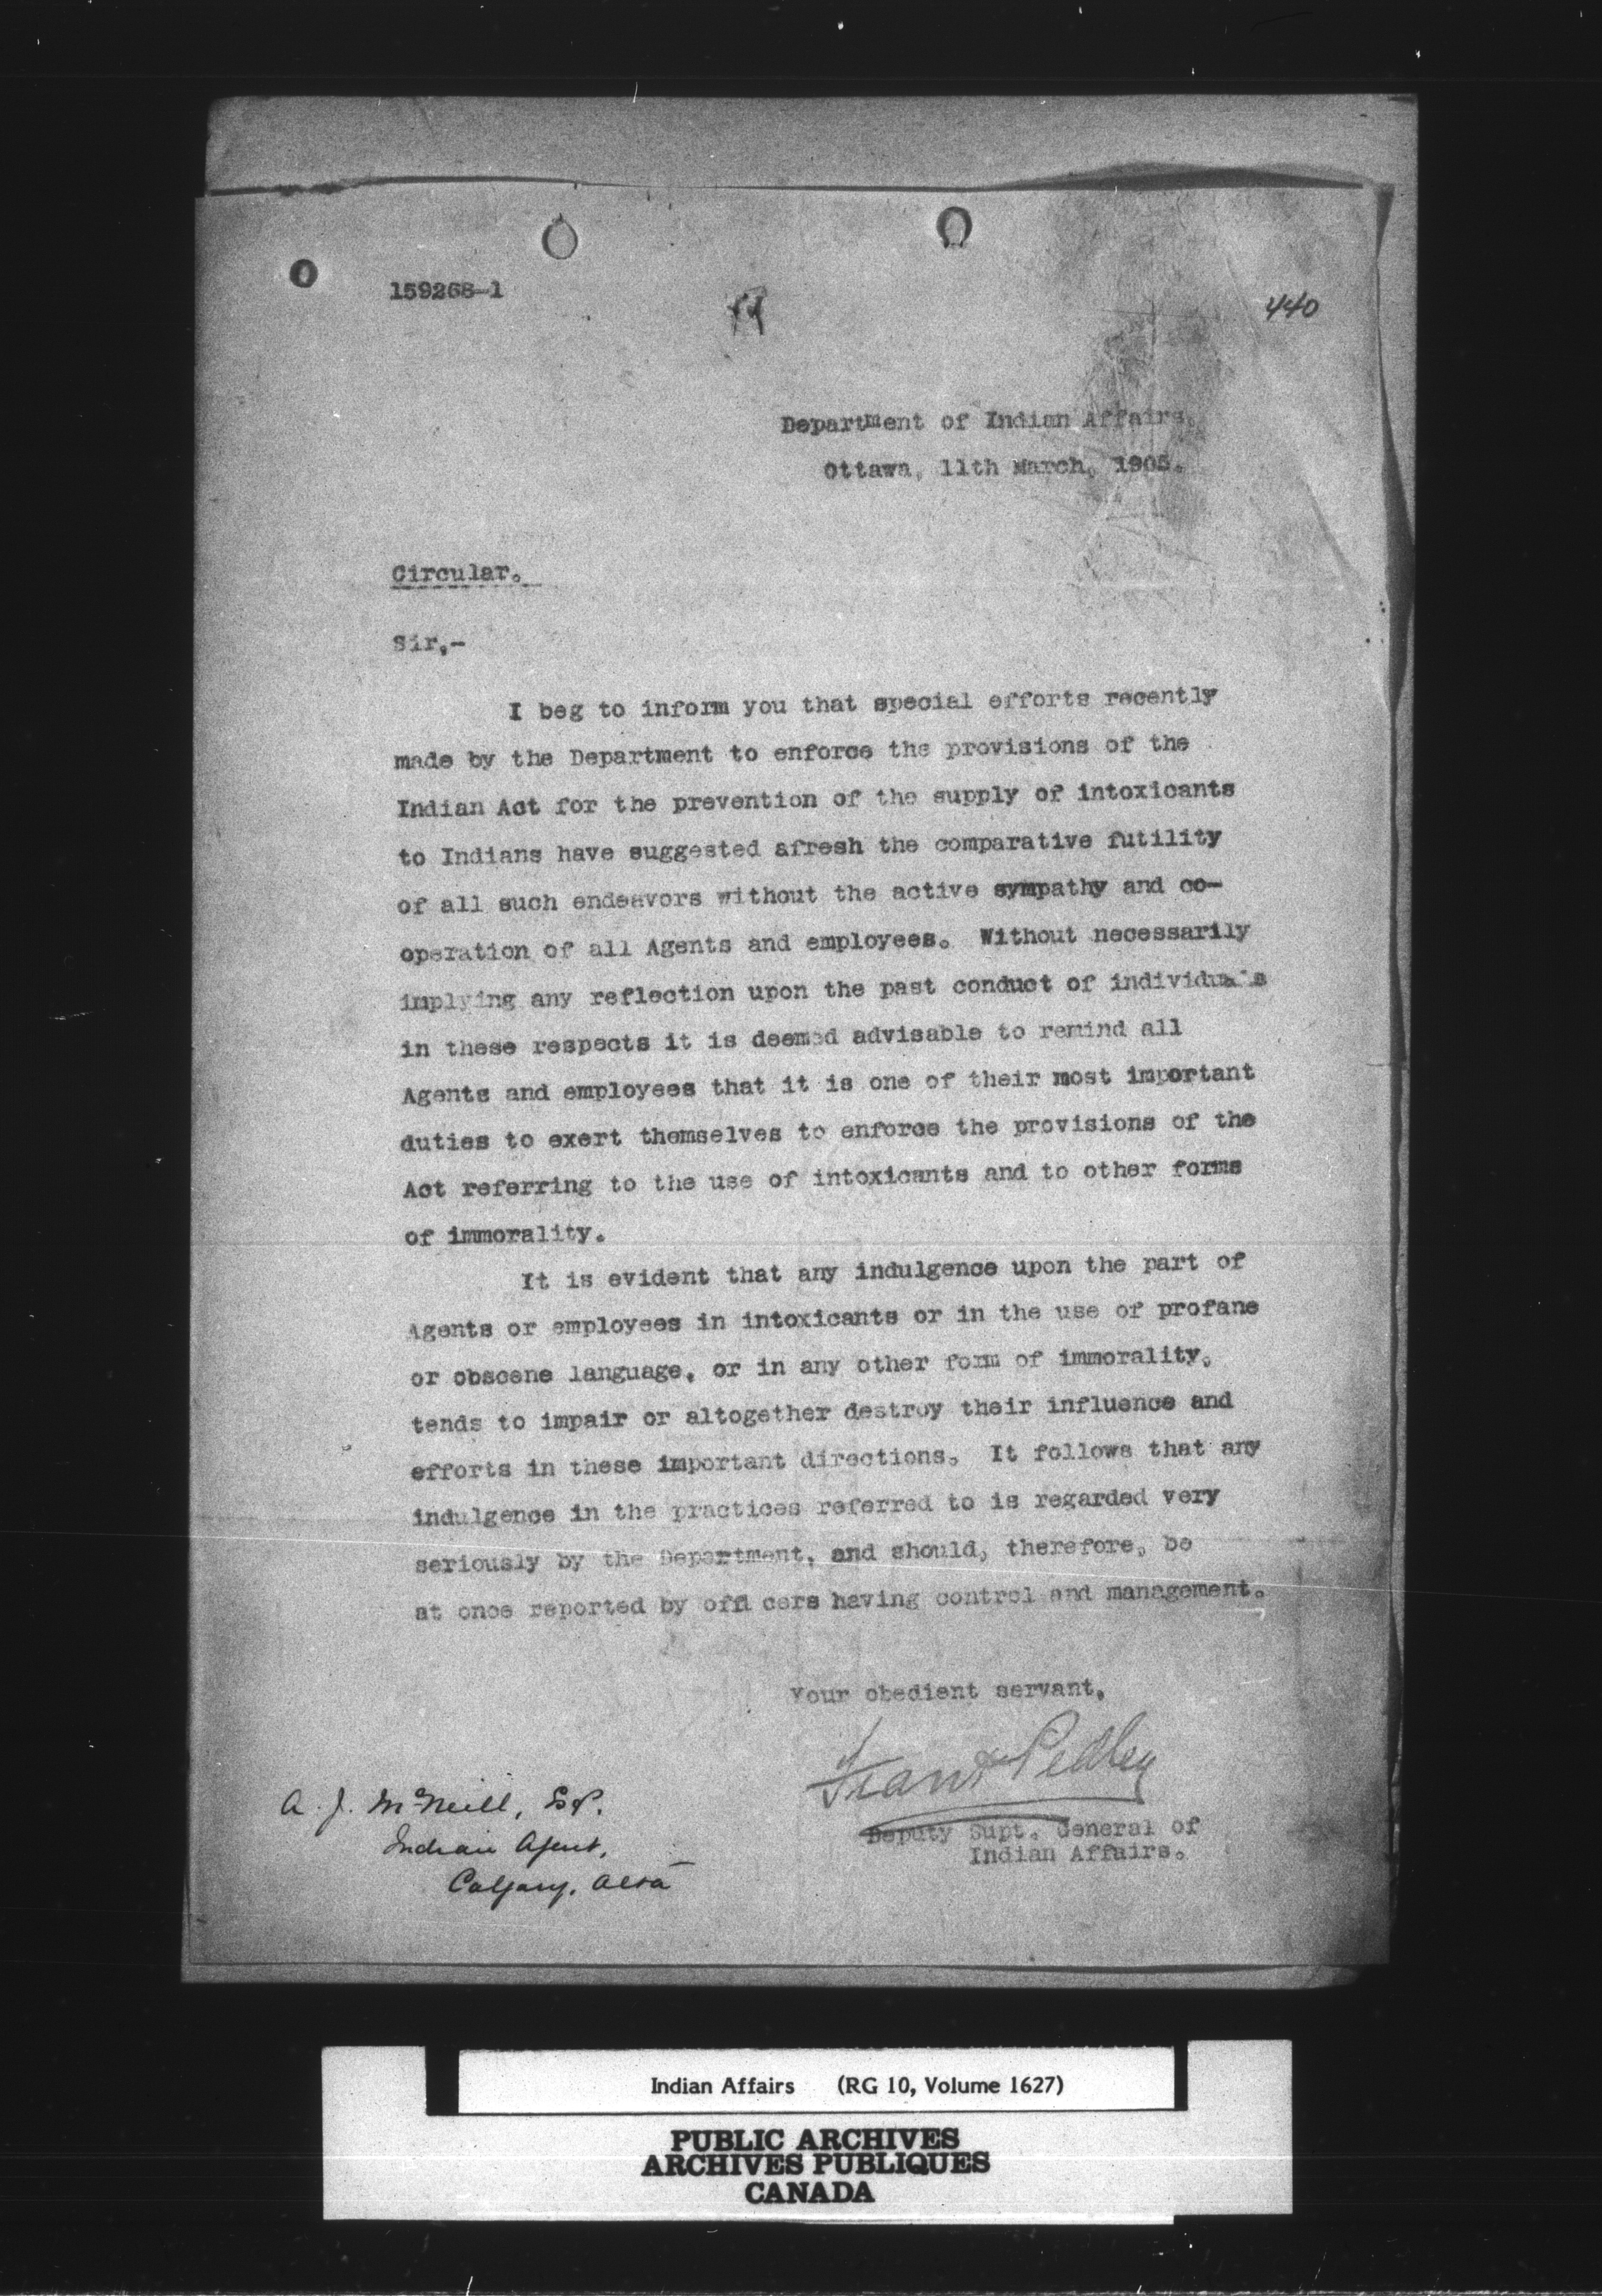 159268-1
440
Department of Indian Affairs.
Ottawa, 11th March, 1905.
Circular.
Sir,-
I beg to inform you that special efforts recently
made by the Department to enforce the provisions of the
Indian Act for the prevention of the supply of intoxicants
to Indians have suggested afresh the comparative futility
of all such endeavors without the active sympathy and co-
operation of all Agents and employees. Without necessarily
implying any reflection upon the past conduct of individuals
in these respects it is deemed advisable to remind all
Agents and employees that it is one of their most important
duties to exert themselves to enforce the provisions of the
Act referring to the use of intoxicants and to other forms
of immorality.
It is evident that any indulgence upon the part of
Agents or employees in intoxicants or in the use of profane
or obscene language, or in any other form of immorality,
tends to impair or altogether destroy their influence and
efforts in these important directions. It follows that any
indulgence in the practices referred to is regarded very
seriously by the Department, and should, therefore, be
at once reported by officers having control and management.
Your obedient servant,
Frank Pedley
Deputy Supt. General of
Indian Affairs.
A. J. McNeill, Esq.
Indian Agent,
Calgary, Alta
Indian Affairs (RG 10, Volume 1627)
PUBLIC ARCHIVES
ARCHIVES PUBLIQUES
CANADA